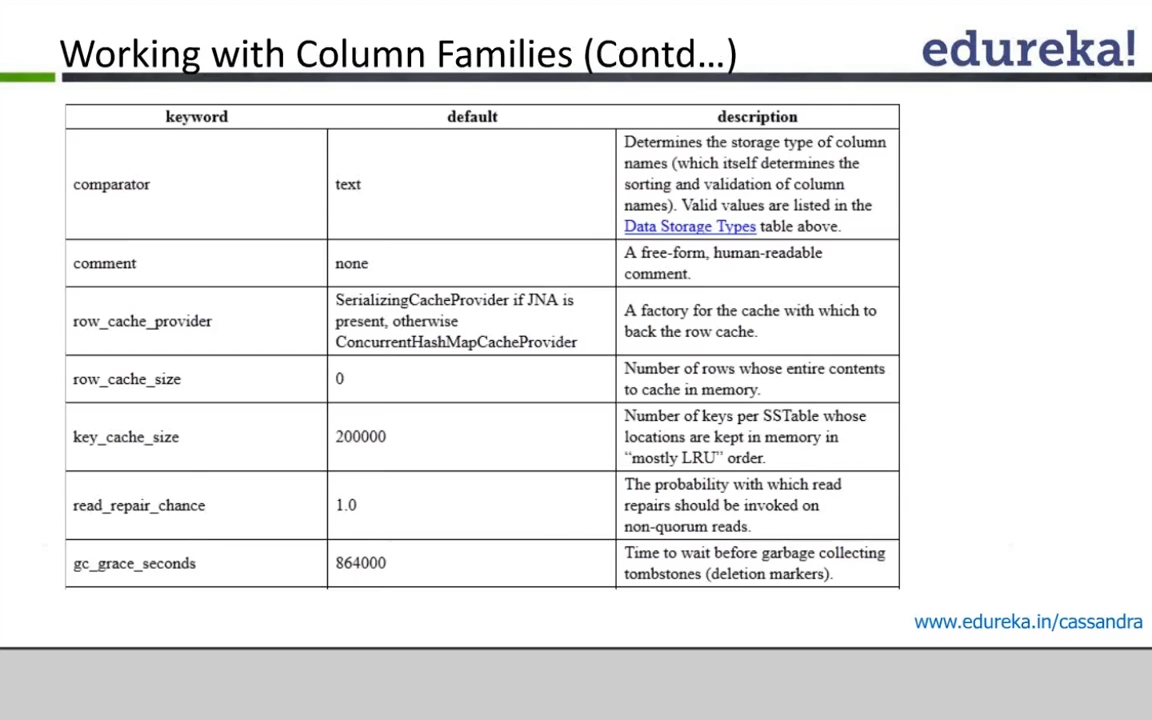 Working with Column Families (Contd…)
edureka!
keyword default description
comparator text Determines the storage type of column
names (which itself determines the
sorting and validation of column
names). Valid values are listed in the
Data Storage Types table above.
comment none A free-form, human-readable
comment.
row_cache_provider SerializingCacheProvider if JNA is
present, otherwise
ConcurrentHashMapCacheProvider
A factory for the cache with which to
back the row cache.
row_cache_size 0 Number of rows whose entire contents
to cache in memory.
key_cache_size 200000 Number of keys per SSTable whose
locations are kept in memory in
“mostly LRU” order.
read_repair_chance 1.0 The probability with which read
repairs should be invoked on
non-quorum reads.
gc_grace_seconds 864000 Time to wait before garbage collecting
tombstones (deletion markers).
www.edureka.in/cassandra